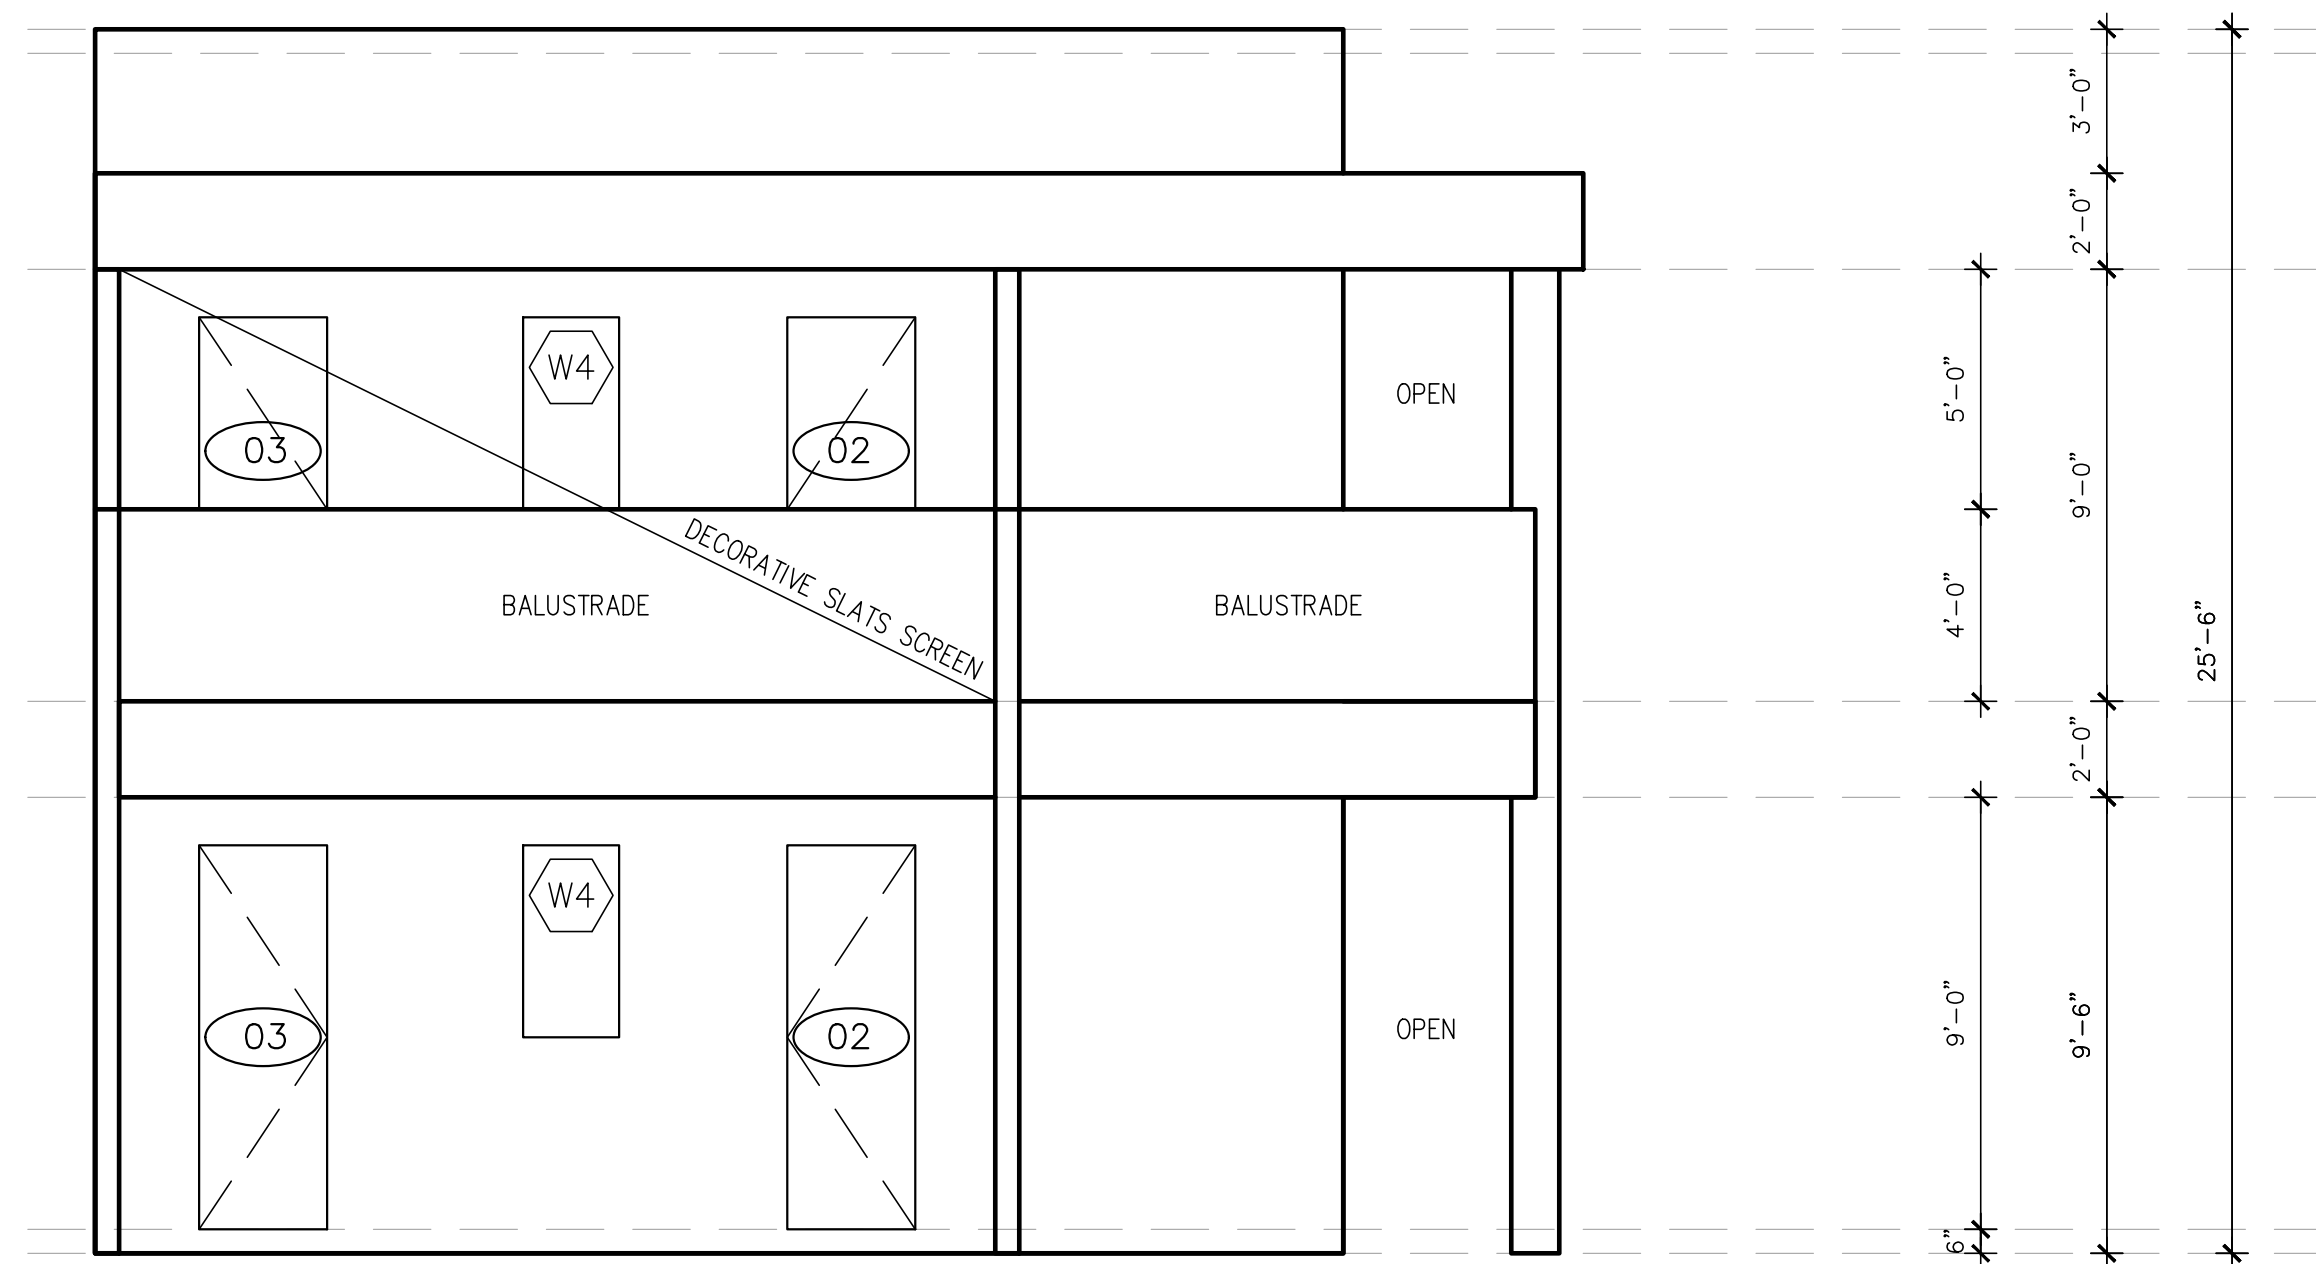 3'-0"
2'-0"
W4
03
02
OPEN
5'-0"
9'-0"
DECORATIVE SLATS SCREEN
BALUSTRADE
BALUSTRADE
4'-0"
25'-6"
2'-0"
W4
03
02
OPEN
9'-0"
9'-6"
6"